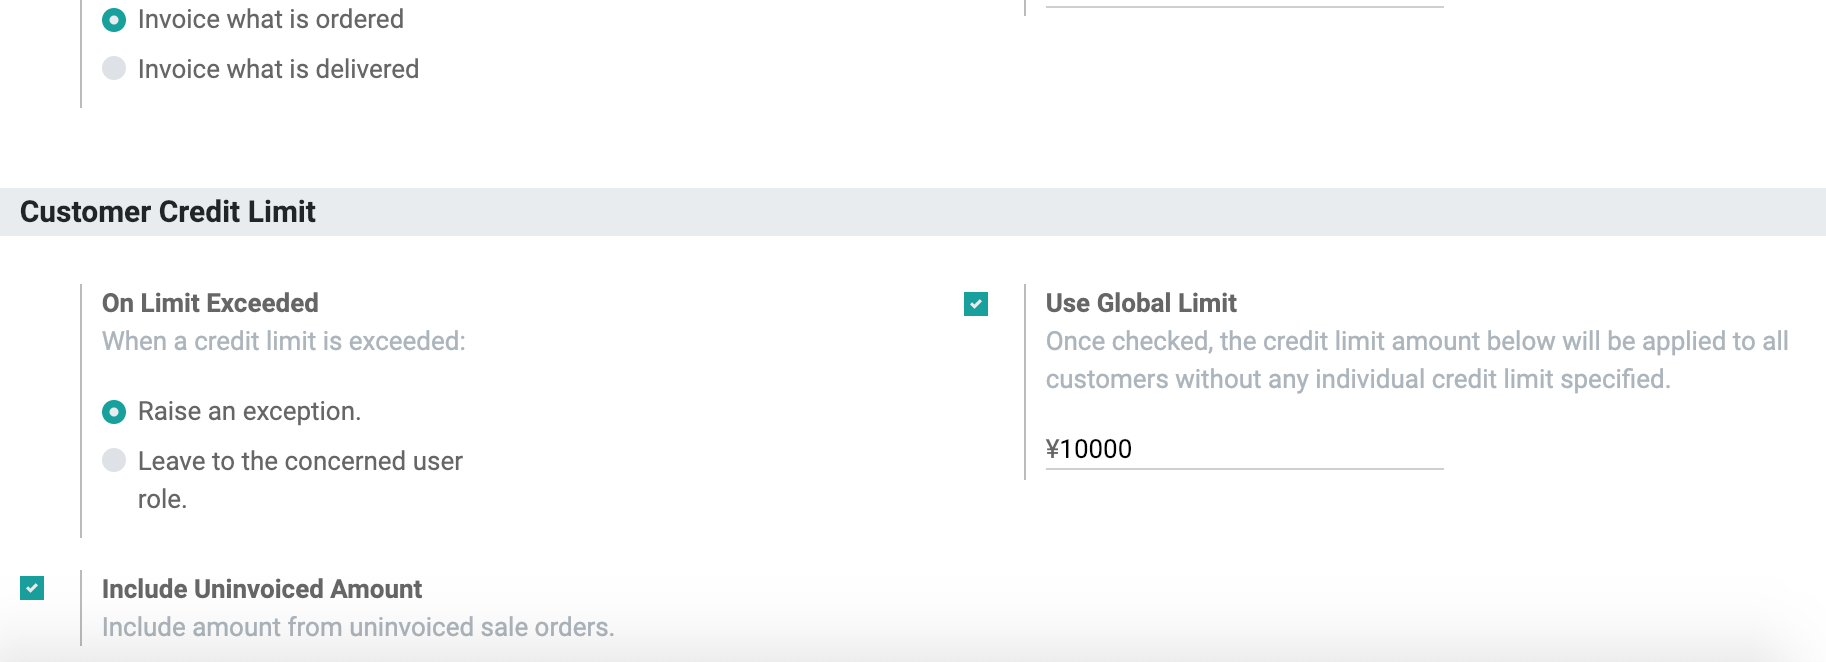 Invoice what is ordered
Invoice what is delivered
Customer Credit Limit
On Limit Exceeded
When a credit limit is exceeded:
Raise an exception.
Leave to the concerned user
role.
Use Global Limit
Once checked, the credit limit amount below will be applied to all
customers without any individual credit limit specified.
¥10000
Include Uninvoiced Amount
Include amount from uninvoiced sale orders.